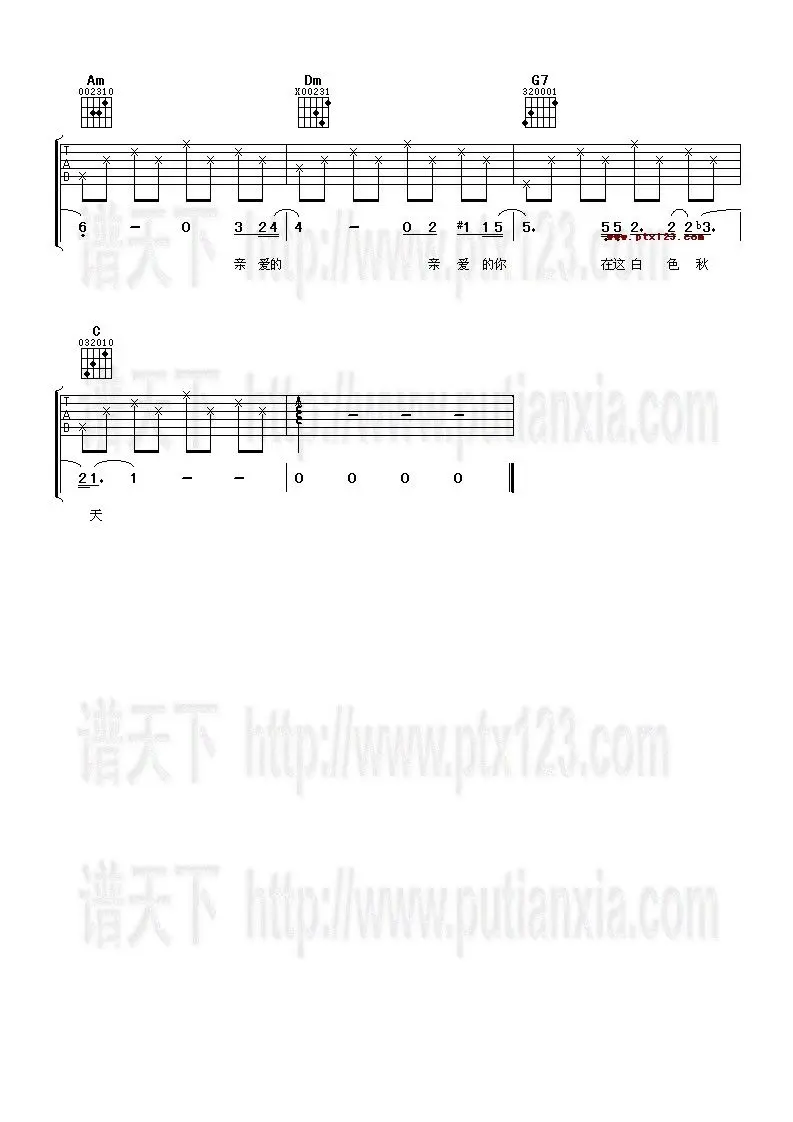 Am Dm G7
002310 X00231 320001
T
A
B
6 - 0 3 24 4 - 0 2 #1 15 5. 55 2. 2 2 b3.
www.ptx123.com
亲 爱的 亲 爱 的你 在这 白 色 秋
谱天下 http://www.ptx123.com
C
032010
T
A
B
- - -
21. 1 - - 0 0 0 0
天
谱天下 http://www.putianxia.com
谱天下 http://www.ptx123.com
谱天下 http://www.putianxia.com